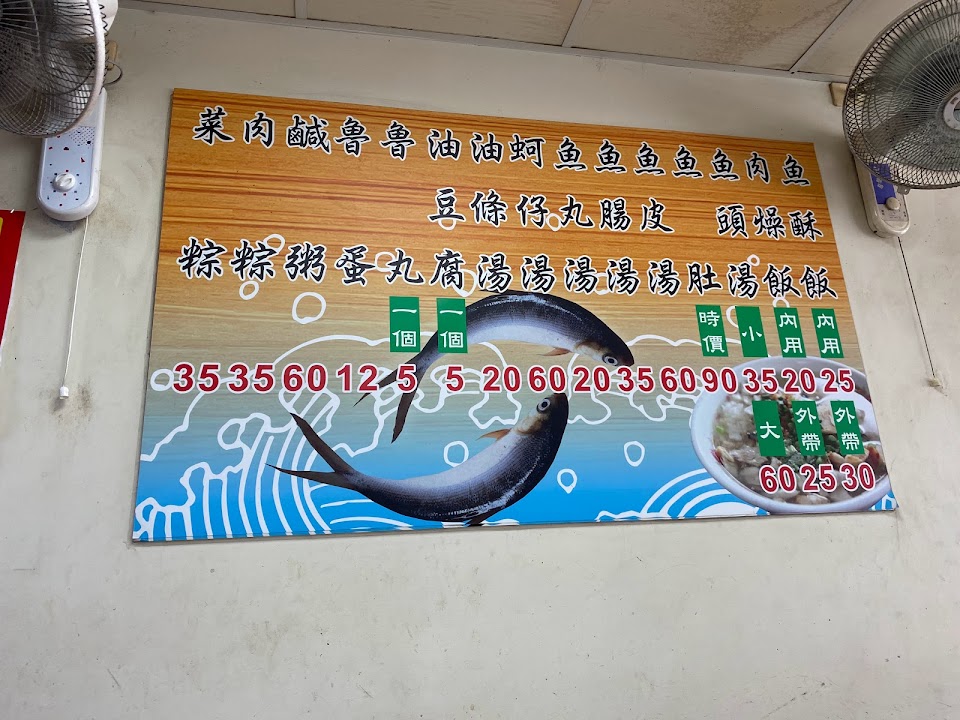 魚酥飯 內用 25 外帶 30
肉燥飯 內用 20 外帶 25
魚頭湯 小 35 大 60
魚肚 時價 90
魚皮湯 60
魚腸湯 35
魚丸湯 20
蚵仔湯 60
油條湯 20
油豆腐 一個 5
魯丸 一個 5
魯蛋 12
鹹粥 60
肉粽 35
菜粽 35